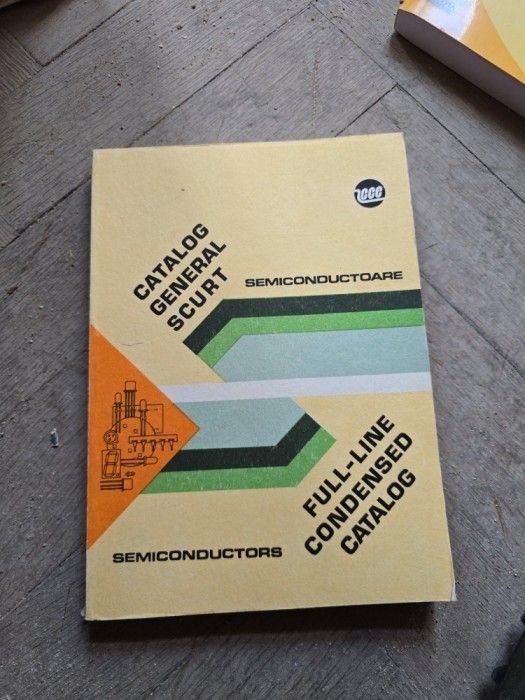 CATALOG
GENERAL
SCURT
SEMICONDUCTOARE
FULL-LINE
CONDENSED
CATALOG
SEMICONDUCTORS